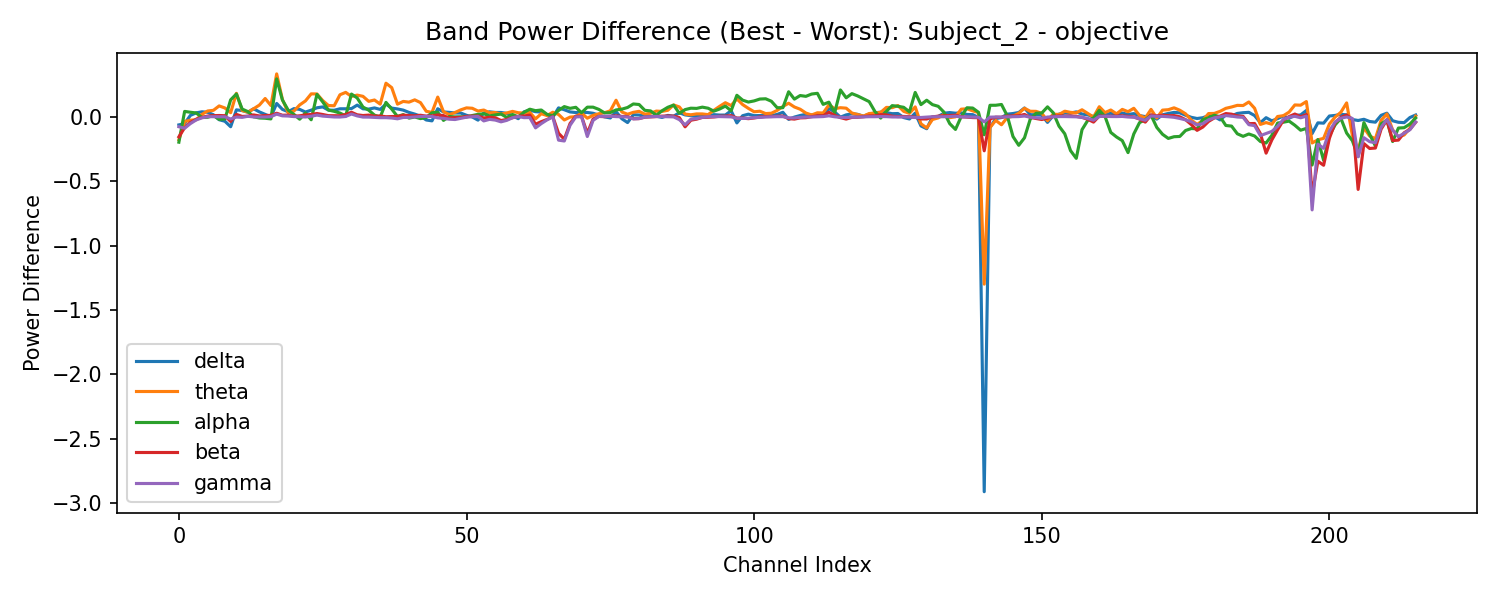 Band Power Difference (Best - Worst): Subject_2 - objective
Power Difference
0.0
−0.5
−1.0
−1.5
−2.0
−2.5
−3.0
delta
theta
alpha
beta
gamma
0 50 100 150 200
Channel Index